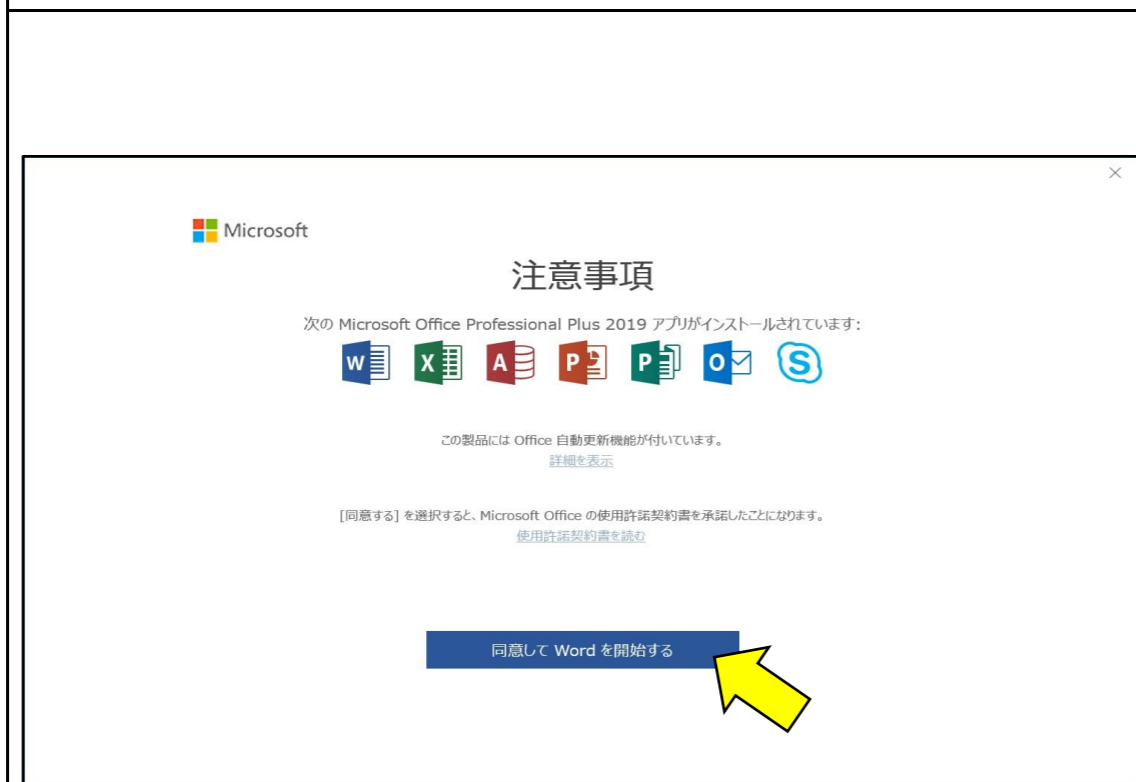 Microsoft
注意事項
次の Microsoft Office Professional Plus 2019 アプリがインストールされています:
W X A P P O S
この製品には Office 自動更新機能が付いています。
詳細を表示
[同意する] を選択すると、Microsoft Office の使用許諾契約書を承諾したことになります。
使用許諾契約書を読む
同意して Word を開始する